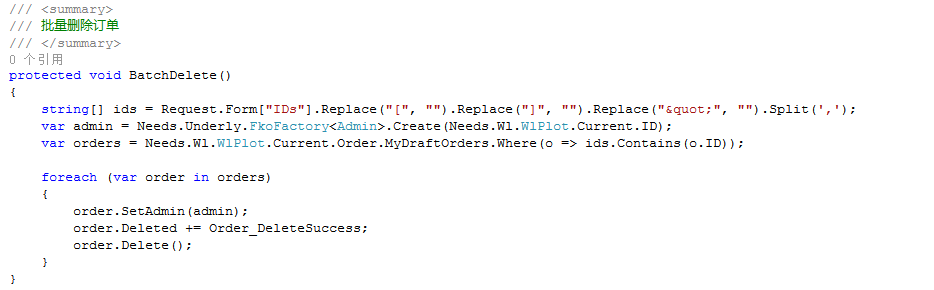 /// <summary>
/// 批量删除订单
/// </summary>
0 个引用
protected void BatchDelete()
{
    string[] ids = Request.Form["IDs"].Replace("[", "").Replace("]", "").Replace("&quot;", "").Split(',');
    var admin = Needs.Underly.FkoFactory<Admin>.Create(Needs.Wl.WlPlot.Current.ID);
    var orders = Needs.Wl.WlPlot.Current.Order.MyDraftOrders.Where(o => ids.Contains(o.ID));

    foreach (var order in orders)
    {
        order.SetAdmin(admin);
        order.Deleted += Order_DeleteSuccess;
        order.Delete();
    }
}